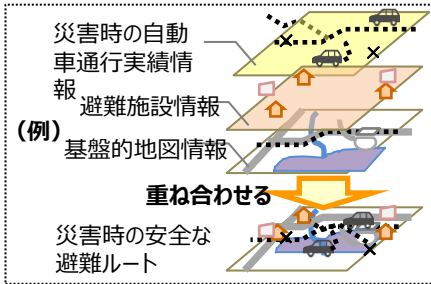 災害時の自動
車通行実績情
報
避難施設情報
(例)
基盤的地図情報
重ね合わせる
災害時の安全な
避難ルート